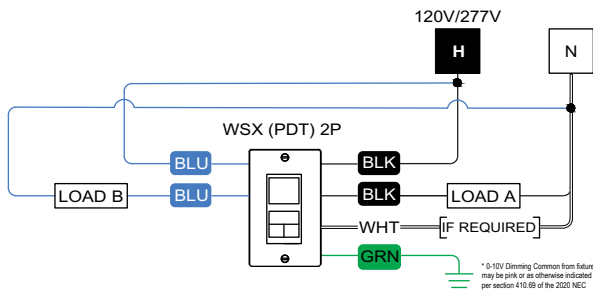 120V/277V
H
N
WSX (PDT) 2P
BLU
BLK
LOAD B
BLU
BLK
LOAD A
WHT
IF REQUIRED
GRN
* 0-10V Dimming Common from fixture
may be pink or as otherwise indicated
per section 410.69 of the 2020 NEC